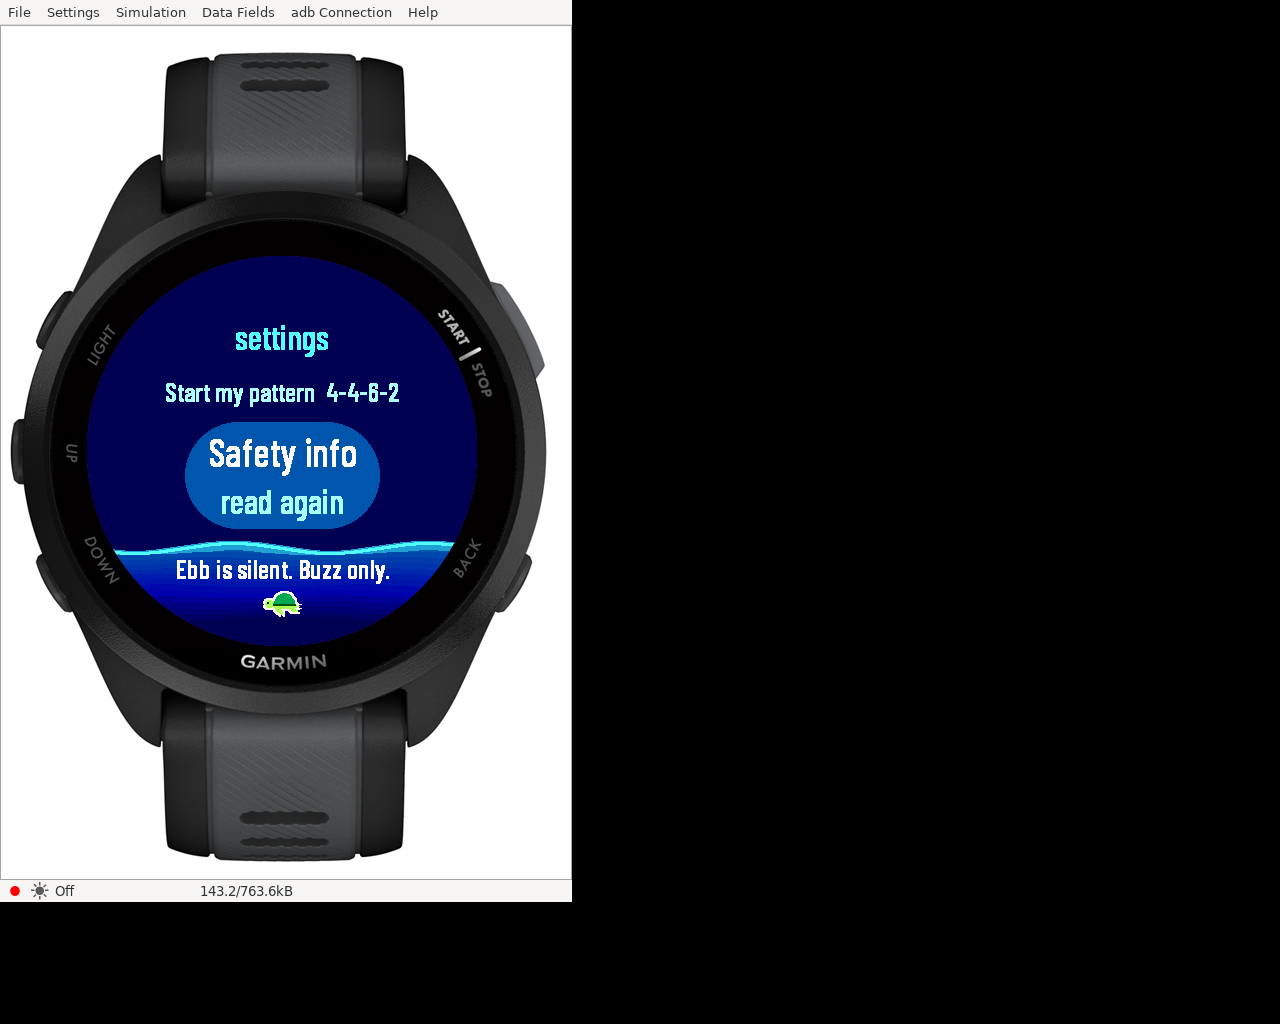 File Settings Simulation Data Fields adb Connection Help
START
STOP
LIGHT
settings
Start my pattern 4-4-6-2
UP
Safety info
read again
DOWN
BACK
Ebb is silent. Buzz only.
GARMIN
Off 143.2/763.6kB